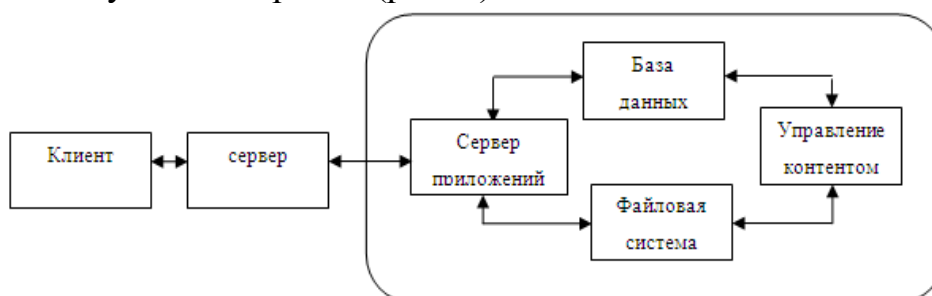 База
данных
Клиент
сервер
Сервер
приложений
Управление
контентом
Файловая
система